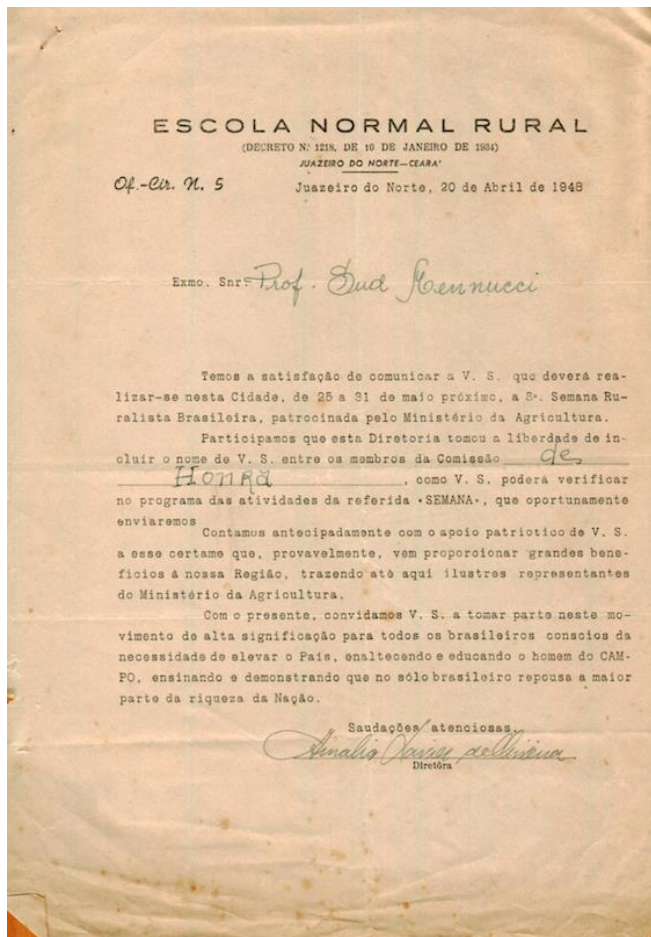 ESCOLA NORMAL RURAL
(DECRETO N.º 1218, DE 10 DE JANEIRO DE 1934)
JUAZEIRO DO NORTE—CEARA'
Of.-Cir. N. 5
Juazeiro do Norte, 20 de Abril de 1948
Exmo. Snr. Prof. Sud Mennucci
Temos a satisfação de comunicar a V. S. que deverá rea-
lizar-se nesta Cidade, de 25 a 31 de maio próximo, a 3ª. Semana Ru-
ralista Brasileira, patrocinada pelo Ministério da Agricultura.
Participamos que esta Diretoria tomou a liberdade de in-
cluir o nome de V. S. entre os membros da Comissão de
Honra, como V. S. poderá verificar
no programa das atividades da referida «SEMANA», que oportunamente
enviaremos
Contamos antecipadamente com o apoio patriotico de V. S.
a esse certame que, provavelmente, vem proporcionar grandes bene-
ficios á nossa Região, trazendo até aqui ilustres representantes
do Ministério da Agricultura.
Com o presente, convidamos V. S. a tomar parte neste mo-
vimento de alta significação para todos os brasileiros conscios da
necessidade de elevar o Pais, enaltecendo e educando o homem do CAM-
PO, ensinando e demonstrando que no sólo brasileiro repousa a maior
parte da riqueza da Nação.
Saudações atenciosas,
Amalia Xavier de Oliveira
Diretôra